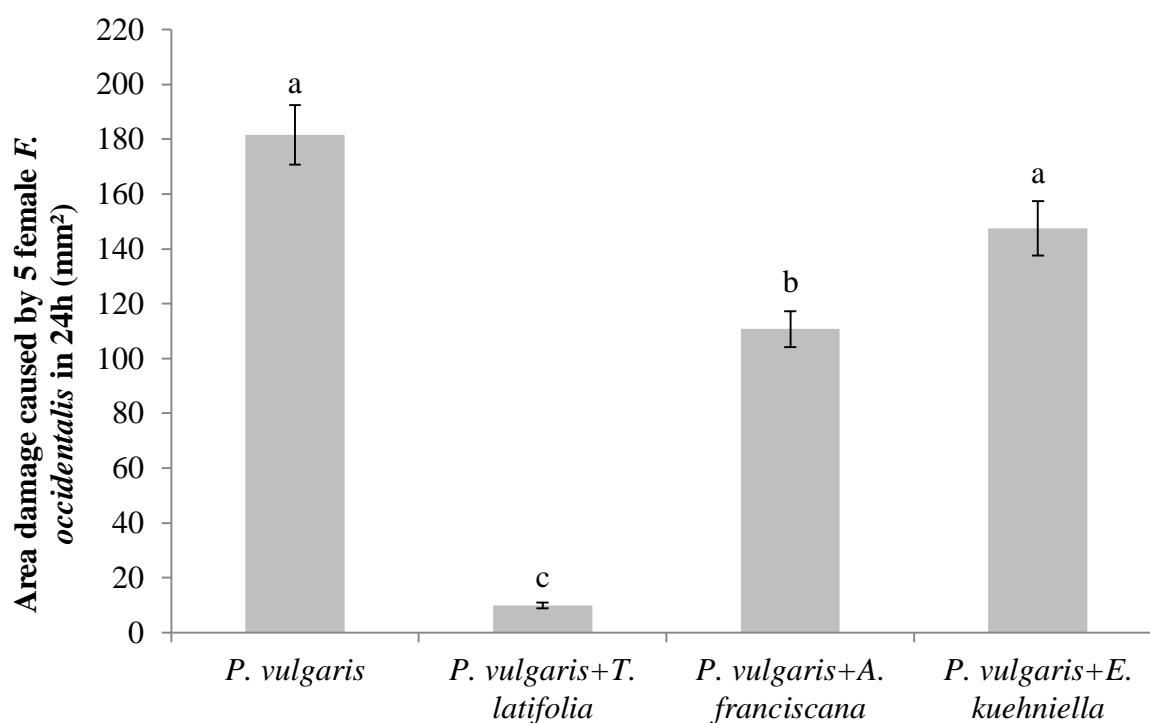 Area damage caused by 5 female F.
occidentalis in 24h (mm²)
220
200
180
160
140
120
100
80
60
40
20
0
a
c
b
a
P. vulgaris
P. vulgaris+T.
latifolia
P. vulgaris+A.
franciscana
P. vulgaris+E.
kuehniella